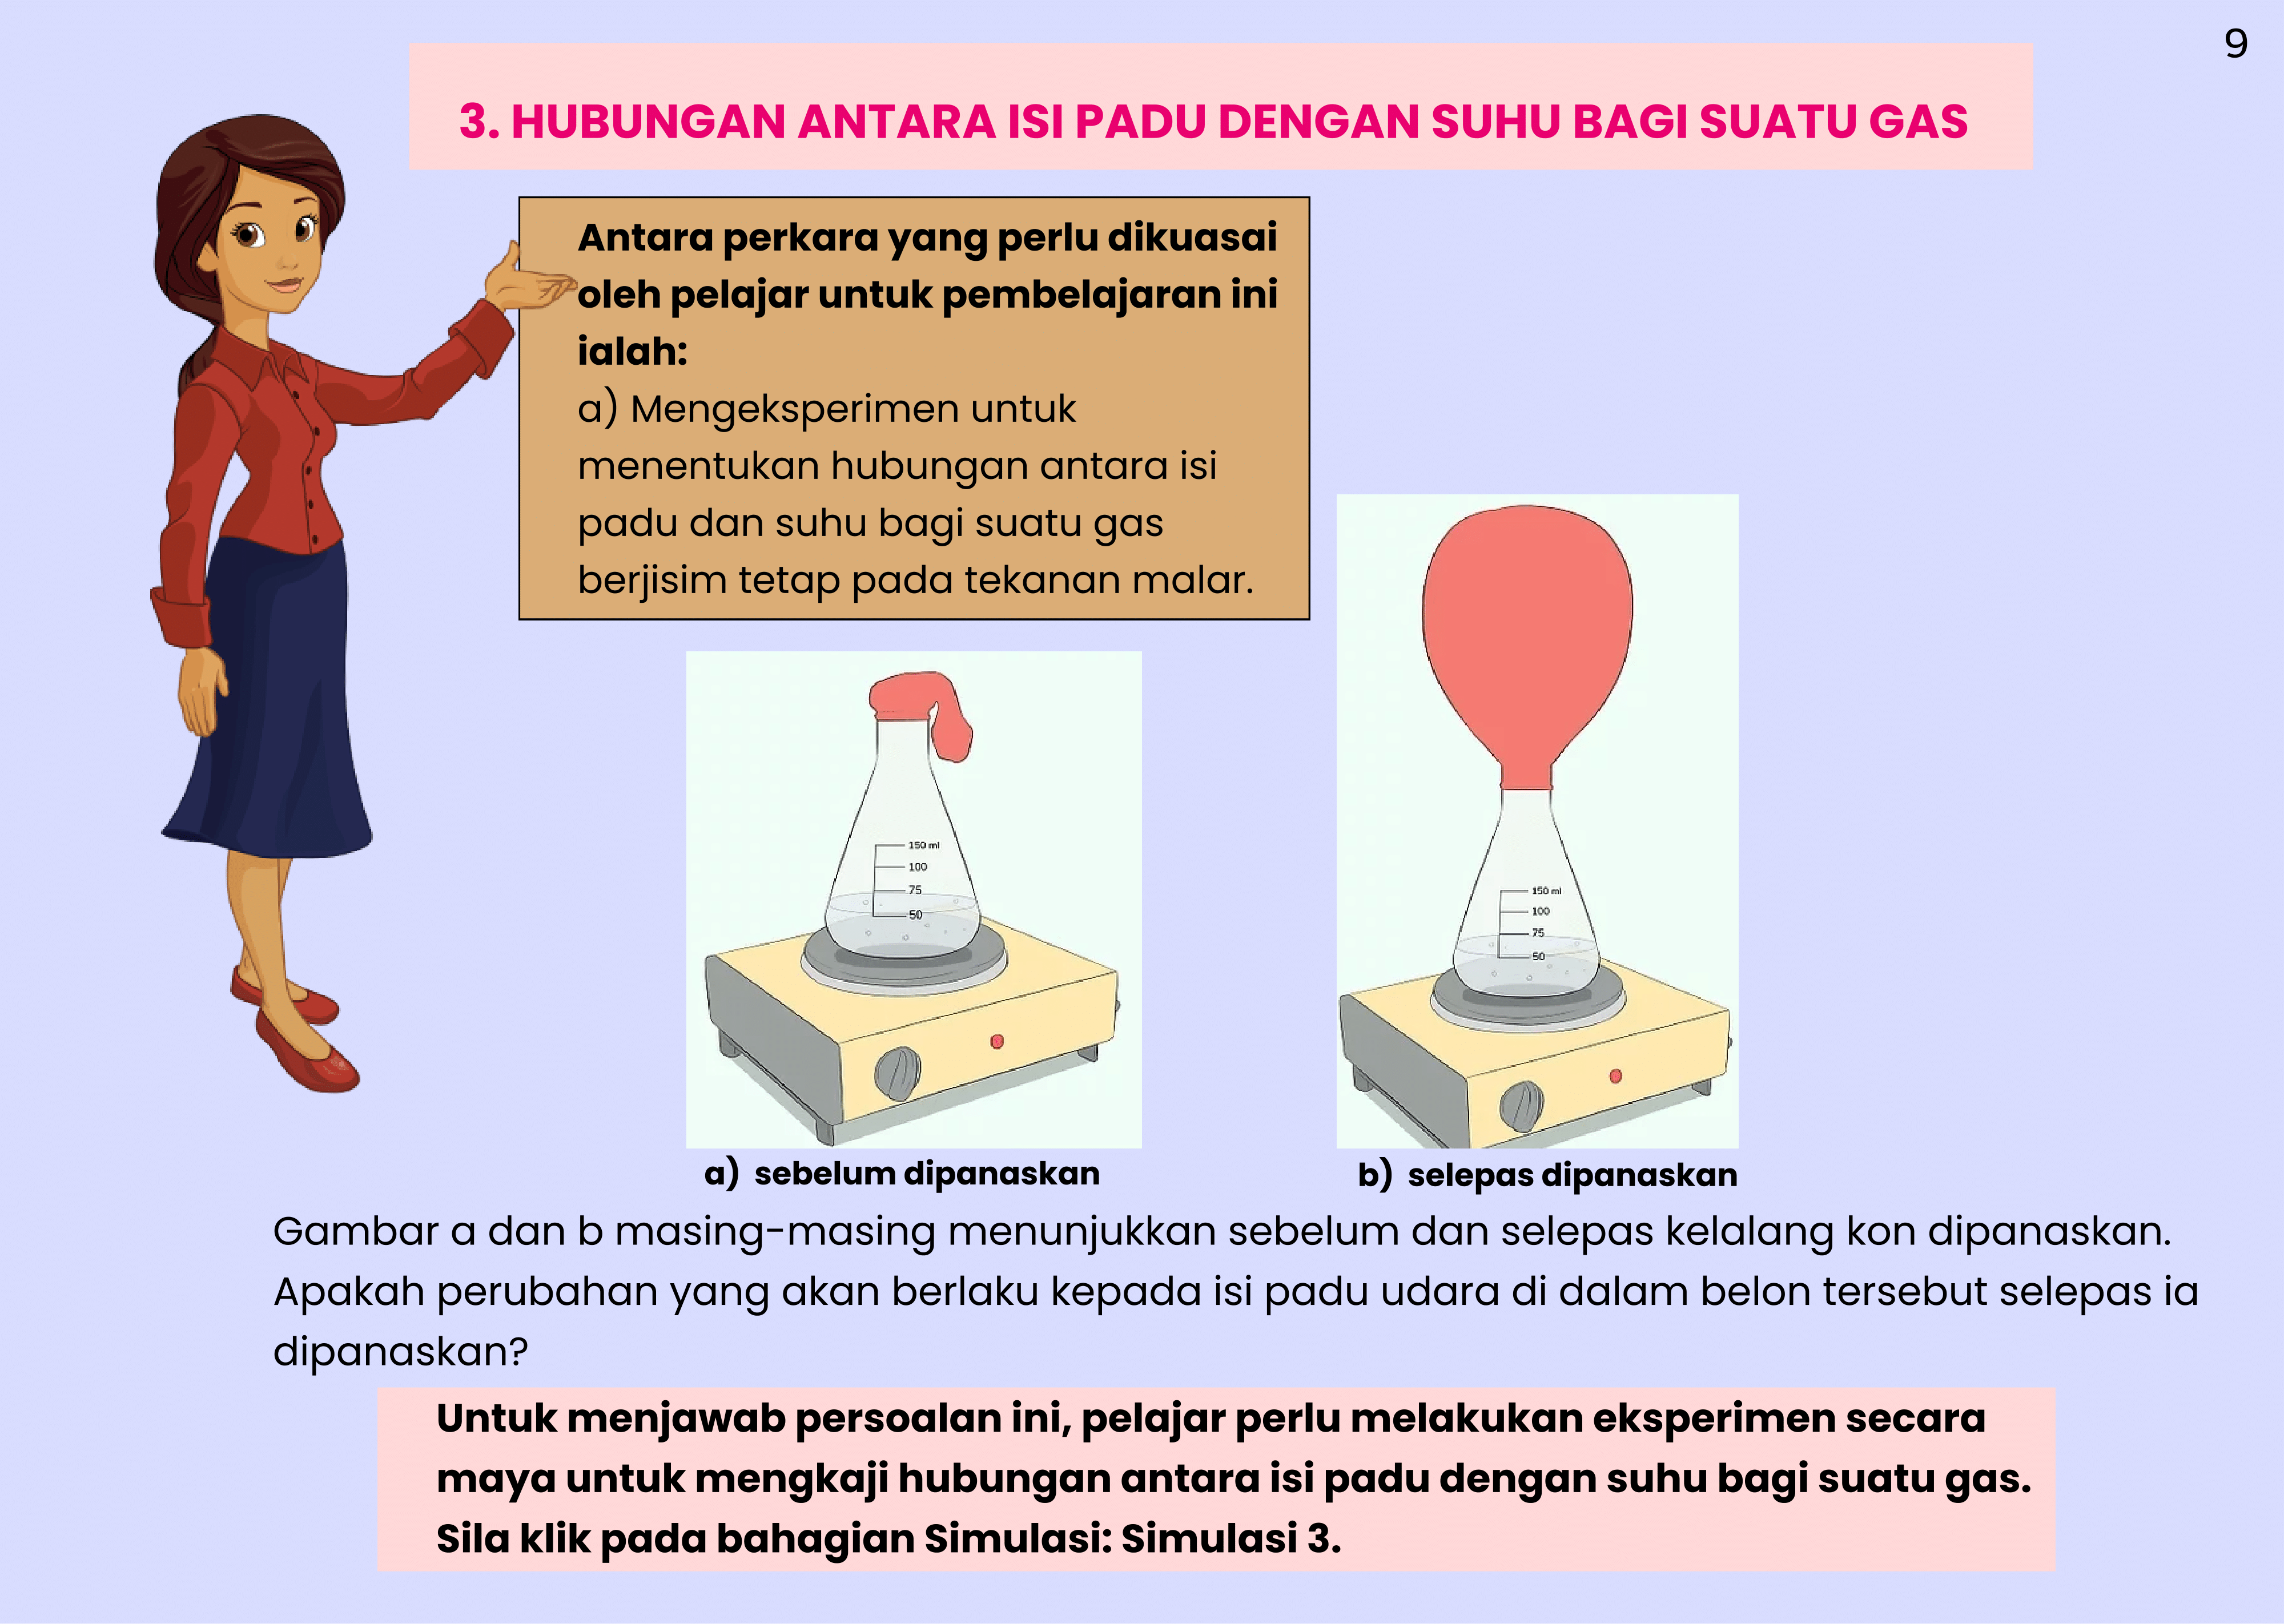 9
3. HUBUNGAN ANTARA ISI PADU DENGAN SUHU BAGI SUATU GAS
Antara perkara yang perlu dikuasai
oleh pelajar untuk pembelajaran ini
ialah:
a) Mengeksperimen untuk
menentukan hubungan antara isi
padu dan suhu bagi suatu gas
berjisim tetap pada tekanan malar.
150 ml
100
75
50
150 ml
100
75
50
a) sebelum dipanaskan
b) selepas dipanaskan
Gambar a dan b masing-masing menunjukkan sebelum dan selepas kelalang kon dipanaskan.
Apakah perubahan yang akan berlaku kepada isi padu udara di dalam belon tersebut selepas ia
dipanaskan?
Untuk menjawab persoalan ini, pelajar perlu melakukan eksperimen secara
maya untuk mengkaji hubungan antara isi padu dengan suhu bagi suatu gas.
Sila klik pada bahagian Simulasi: Simulasi 3.